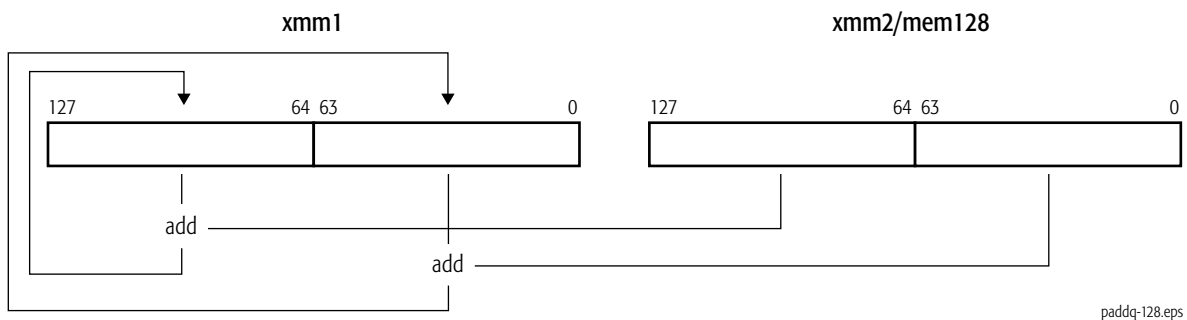 xmm1 xmm2/mem128
127 64 63 0 127 64 63 0
add
add
paddq-128.eps